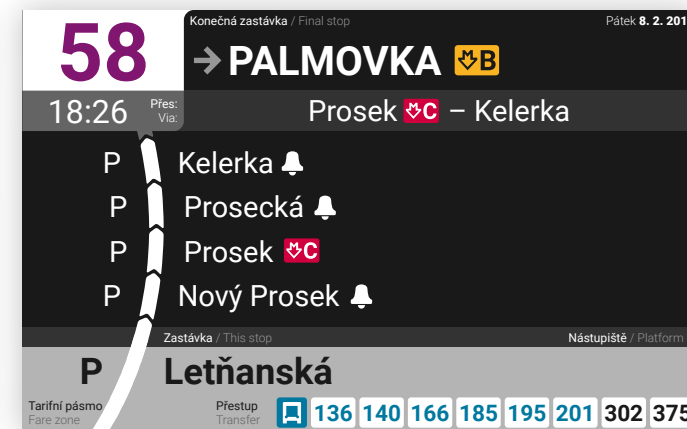 58
Konečná zastávka / Final stop
Pátek 8. 2. 201
PALMOVKA B
18:26
Přes:
Via:
Prosek C – Kelerka
P Kelerka
P Prosecká
P Prosek C
P Nový Prosek
Zastávka / This stop
Nástupiště / Platform
P Letňanská
Tarifní pásmo
Fare zone
Přestup
Transfer
136 140 166 185 195 201 302 375